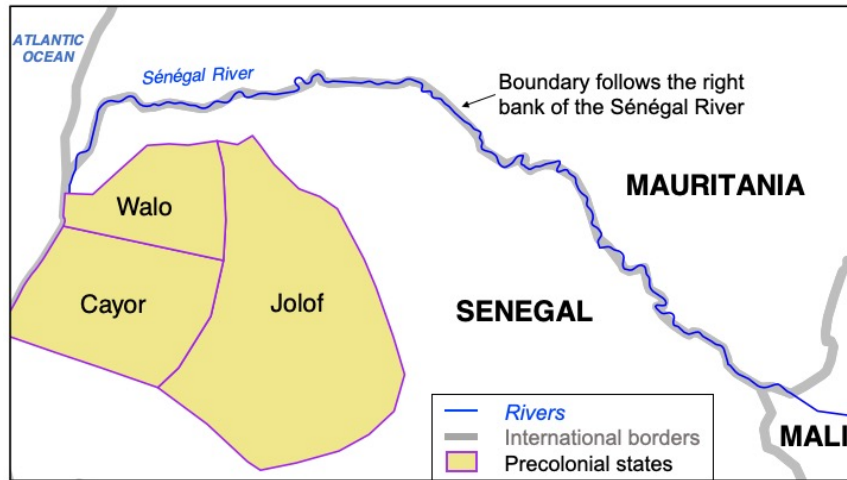 ATLANTIC
OCEAN
Sénégal River
Boundary follows the right
bank of the Sénégal River
MAURITANIA
Walo
Cayor
Jolof
SENEGAL
Rivers
International borders
Precolonial states
MALI